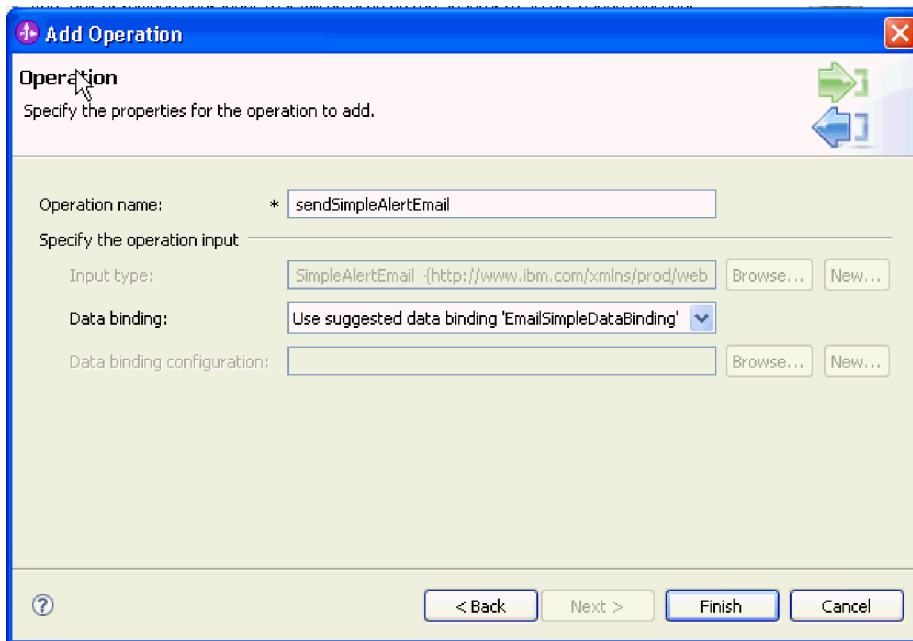 Add Operation
Operation
Specify the properties for the operation to add.
Operation name: * sendSimpleAlertEmail
Specify the operation input
Input type: SimpleAlertEmail {http://www.ibm.com/xmlns/prod/web Browse... New...
Data binding: Use suggested data binding 'EmailSimpleDataBinding'
Data binding configuration: Browse... New...
? < Back Next > Finish Cancel